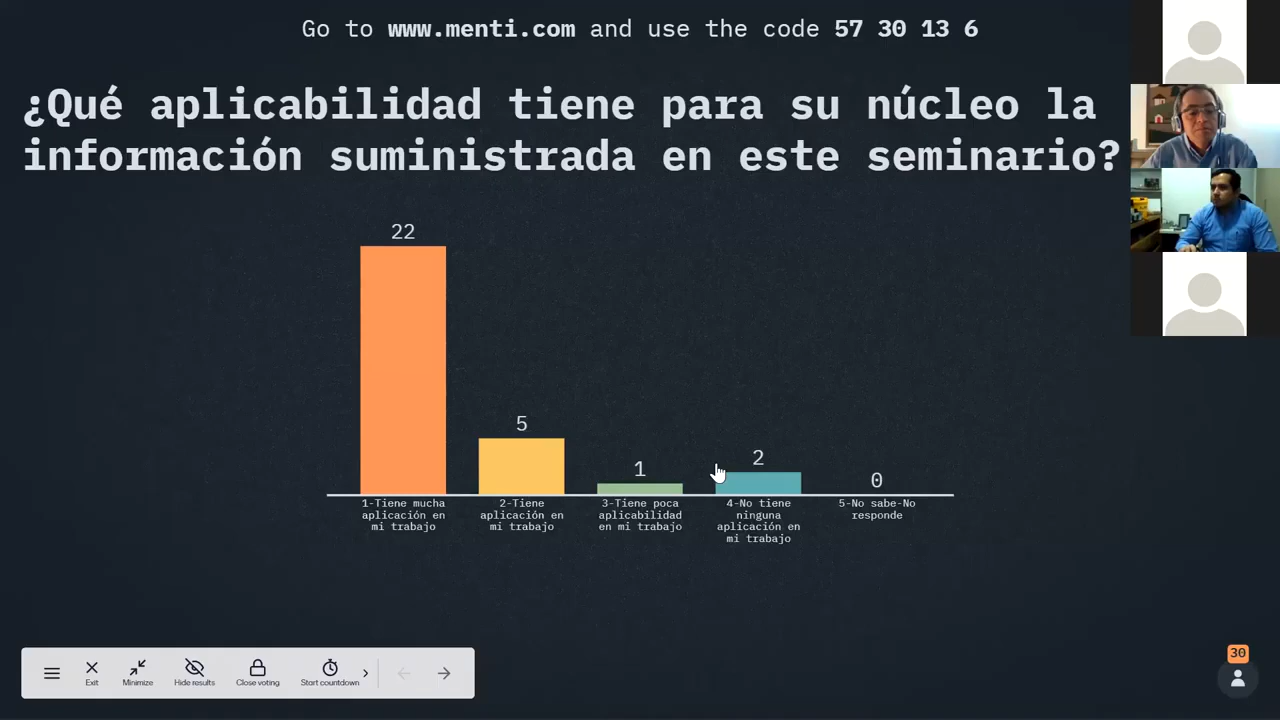 Go to www.menti.com and use the code 57 30 13 6
¿Qué aplicabilidad tiene para su núcleo la
información suministrada en este seminario?
22
5
1
2
0
1-Tiene mucha
aplicación en
mi trabajo
2-Tiene
aplicación en
mi trabajo
3-Tiene poca
aplicabilidad
en mi trabajo
4-No tiene
ninguna
aplicación en
mi trabajo
5-No sabe-No
responde
Exit
Minimize
Hide results
Close voting
Start countdown
30